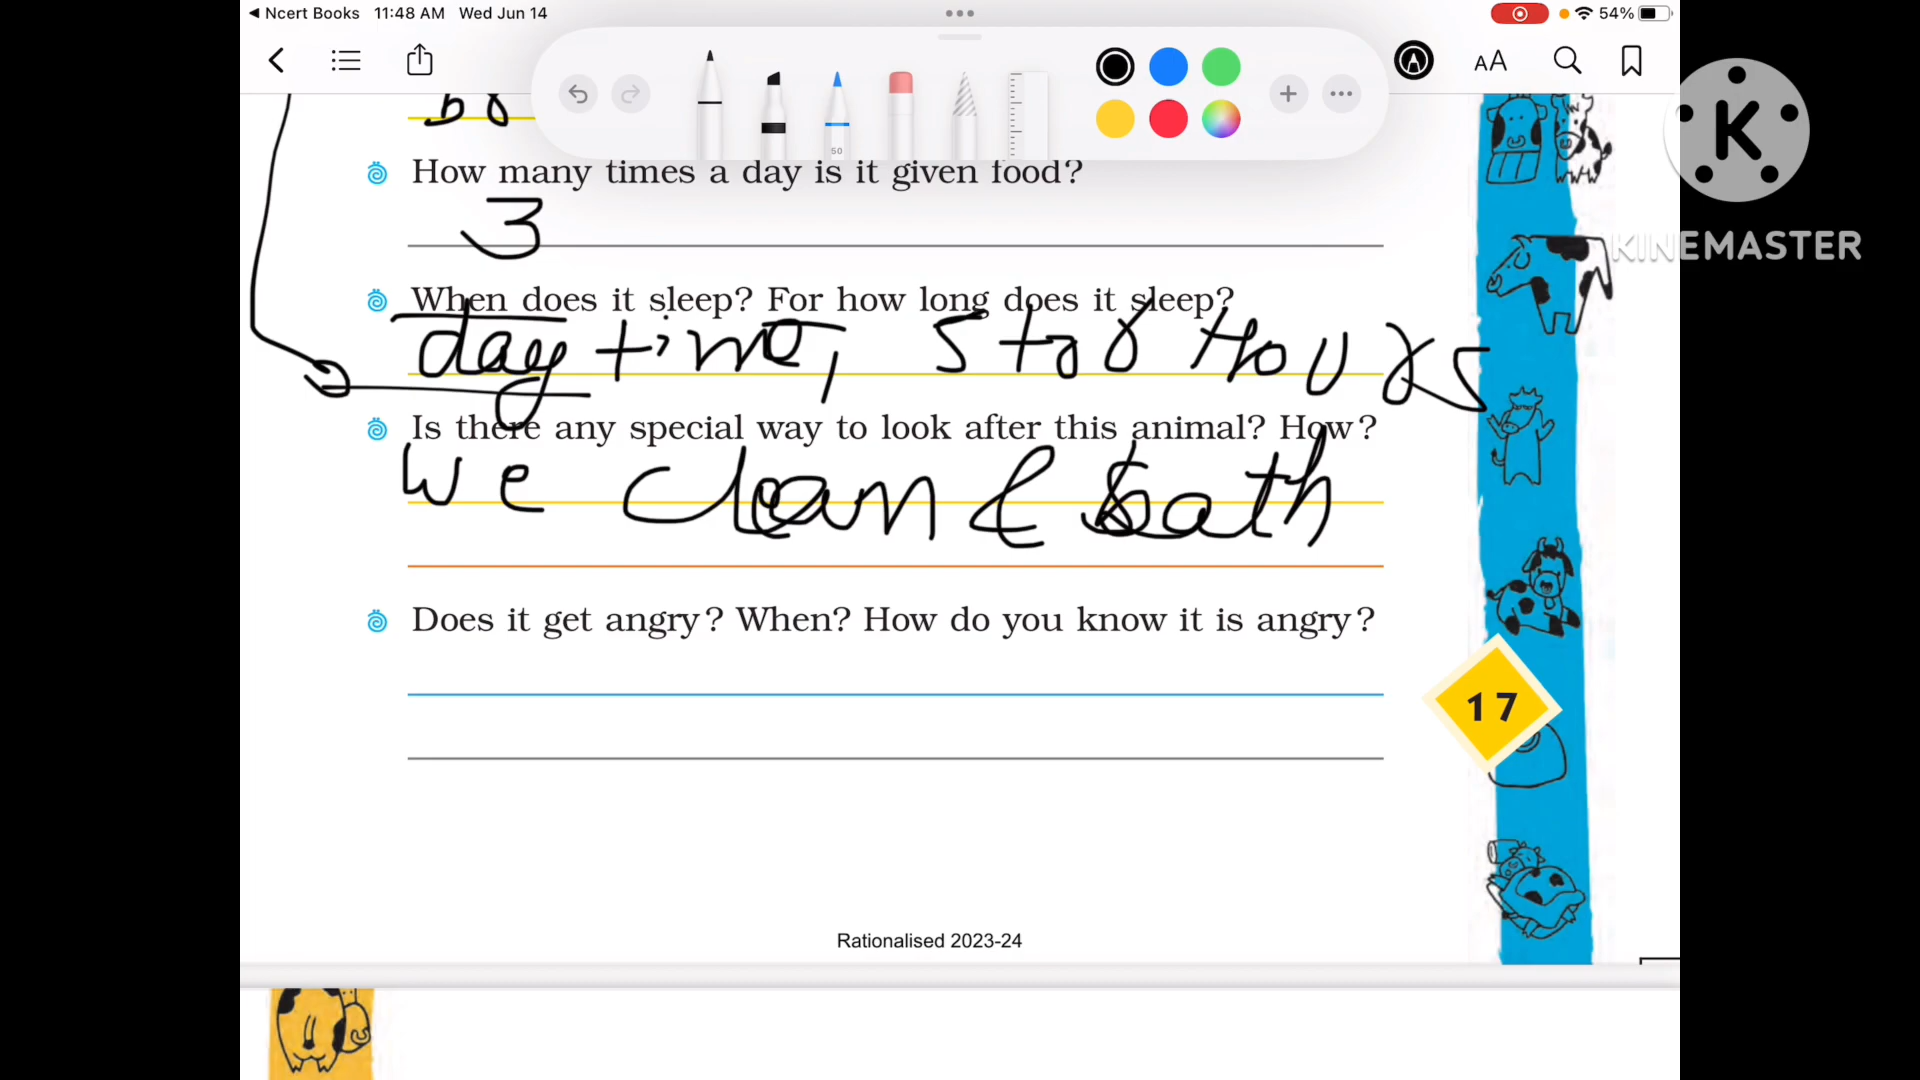 Ncert Books 11:48 AM Wed Jun 14 54%
AA
50
K
KINEMASTER
How many times a day is it given food?
3
When does it sleep? For how long does it sleep?
day time, 5 to 8 Hours
Is there any special way to look after this animal? How?
we clean & bath
Does it get angry? When? How do you know it is angry?
17
Rationalised 2023-24